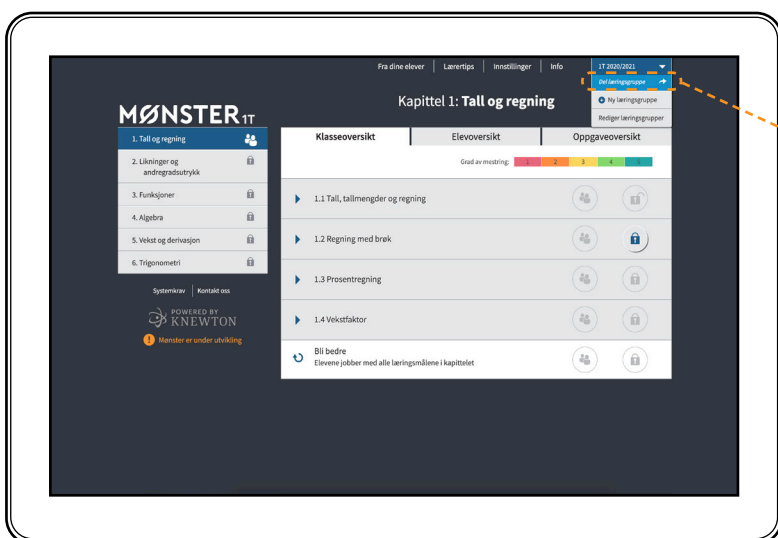 Fra dine elever Lærertips Innstillinger Info 1T 2020/2021
Del læringsgruppe
Ny læringsgruppe
Rediger læringsgrupper
MØNSTER 1T
Kapittel 1: Tall og regning
1. Tall og regning
2. Likninger og
andregradsutrykk
3. Funksjoner
4. Algebra
5. Vekst og derivasjon
6. Trigonometri
Systemkrav Kontakt oss
POWERED BY
KNEWTON
! Mønster er under utvikling
Klasseoversikt Elevoversikt Oppgaveoversikt
Grad av mestring: 1 2 3 4 5
1.1 Tall, tallmengder og regning
1.2 Regning med brøk
1.3 Prosentregning
1.4 Vekstfaktor
Bli bedre
Elevene jobber med alle læringsmålene i kapittelet